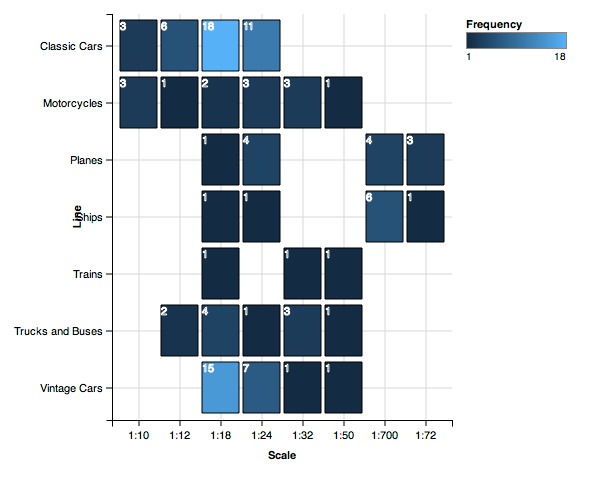 Frequency
1 18
Classic Cars 3 6 18 11
Motorcycles 3 1 2 3 3 1
Planes 1 4 4 3
Line
Ships 1 1 6 1
Trains 1 1 1
Trucks and Buses 2 4 1 3 1
Vintage Cars 15 7 1 1
1:10 1:12 1:18 1:24 1:32 1:50 1:700 1:72
Scale